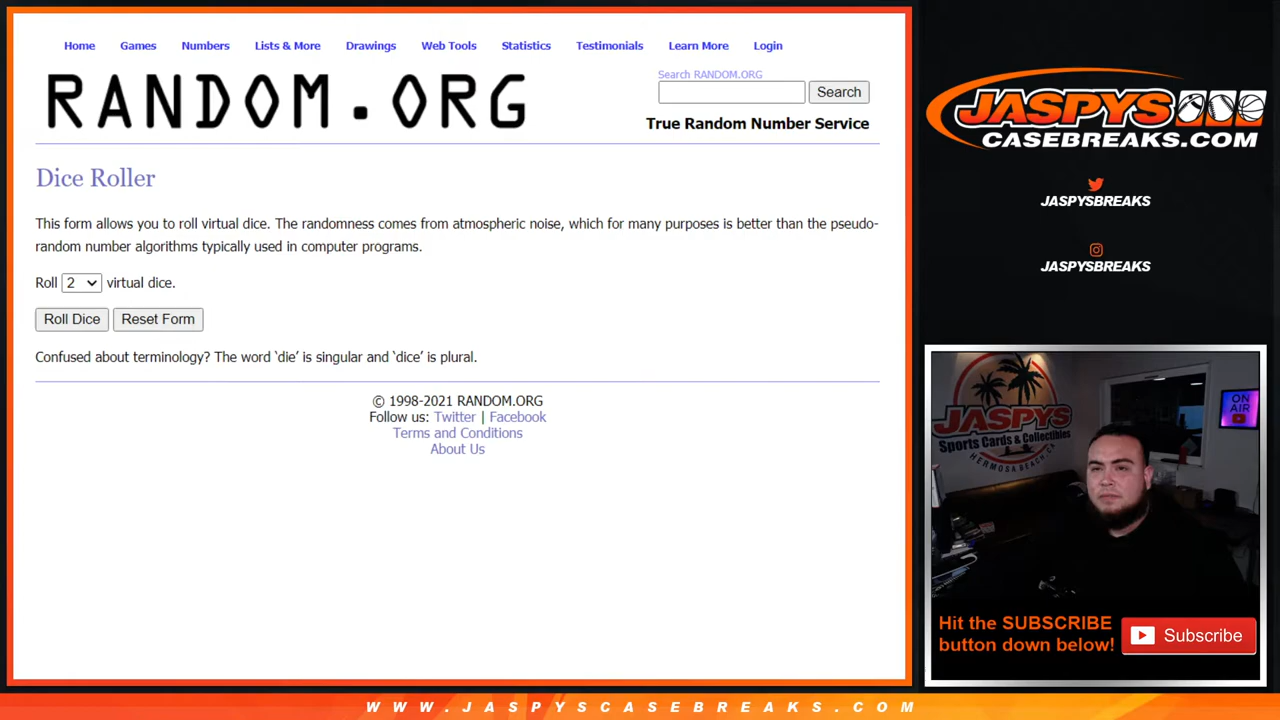 Home Games Numbers Lists & More Drawings Web Tools Statistics Testimonials Learn More Login
RANDOM.ORG
Search RANDOM.ORG
Search
True Random Number Service
Dice Roller
This form allows you to roll virtual dice. The randomness comes from atmospheric noise, which for many purposes is better than the pseudo-
random number algorithms typically used in computer programs.
Roll 2 virtual dice.
Roll Dice Reset Form
Confused about terminology? The word ‘die’ is singular and ‘dice’ is plural.
© 1998-2021 RANDOM.ORG
Follow us: Twitter | Facebook
Terms and Conditions
About Us
JASPYS
CASEBREAKS.COM
JASPYSBREAKS
JASPYSBREAKS
JASPYS
Sports Cards & Collectibles
HERMOSA BEACH, CA
ON
AIR
Hit the SUBSCRIBE
button down below!
Subscribe
WWW.JASPYSCASEBREAKS.COM